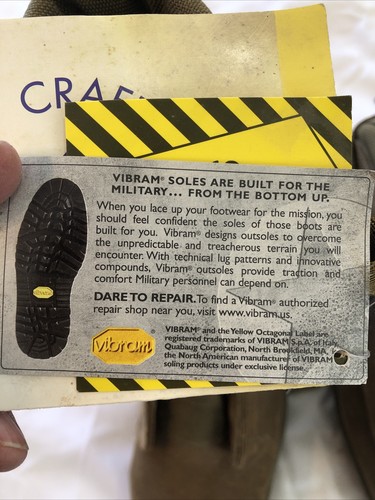 VIBRAM® SOLES ARE BUILT FOR THE
MILITARY... FROM THE BOTTOM UP.
When you lace up your footwear for the mission, you
should feel confident the soles of those boots are
built for you. Vibram® designs outsoles to overcome
the unpredictable and treacherous terrain you will
encounter. With technical lug patterns and innovative
compounds, Vibram® outsoles provide traction and
comfort Military personnel can depend on.
DARE TO REPAIR. To find a Vibram® authorized
repair shop near you, visit www.vibram.us.
vibram
VIBRAM® and the Yellow Octagonal Label are
registered trademarks of VIBRAM S.p.A. of Italy.
Quabaug Corporation, North Brookfield, MA, is
the North American manufacturer of VIBRAM
soling products under exclusive license.